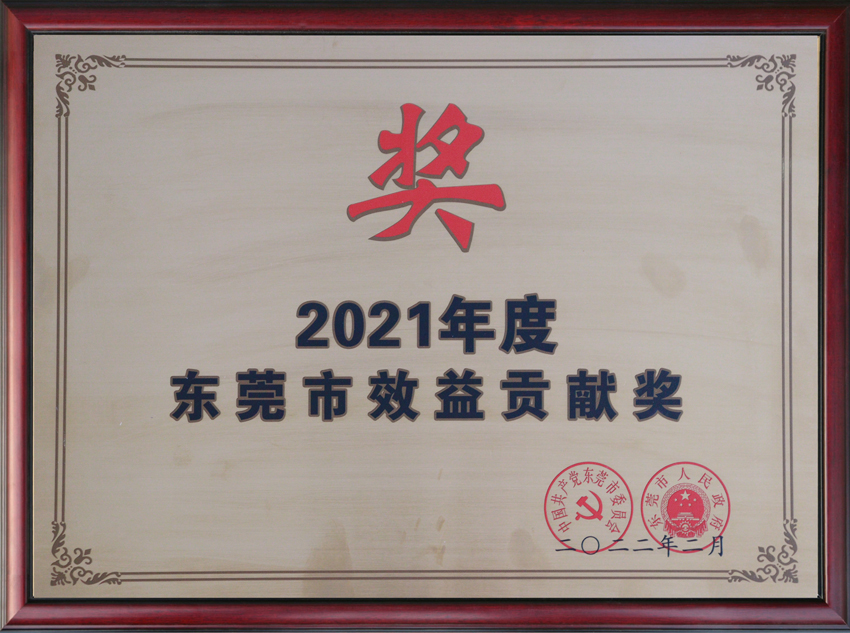 奖
2021年度
东莞市效益贡献奖
中国共产党东莞市委员会
东莞市人民政府
二〇二二年二月